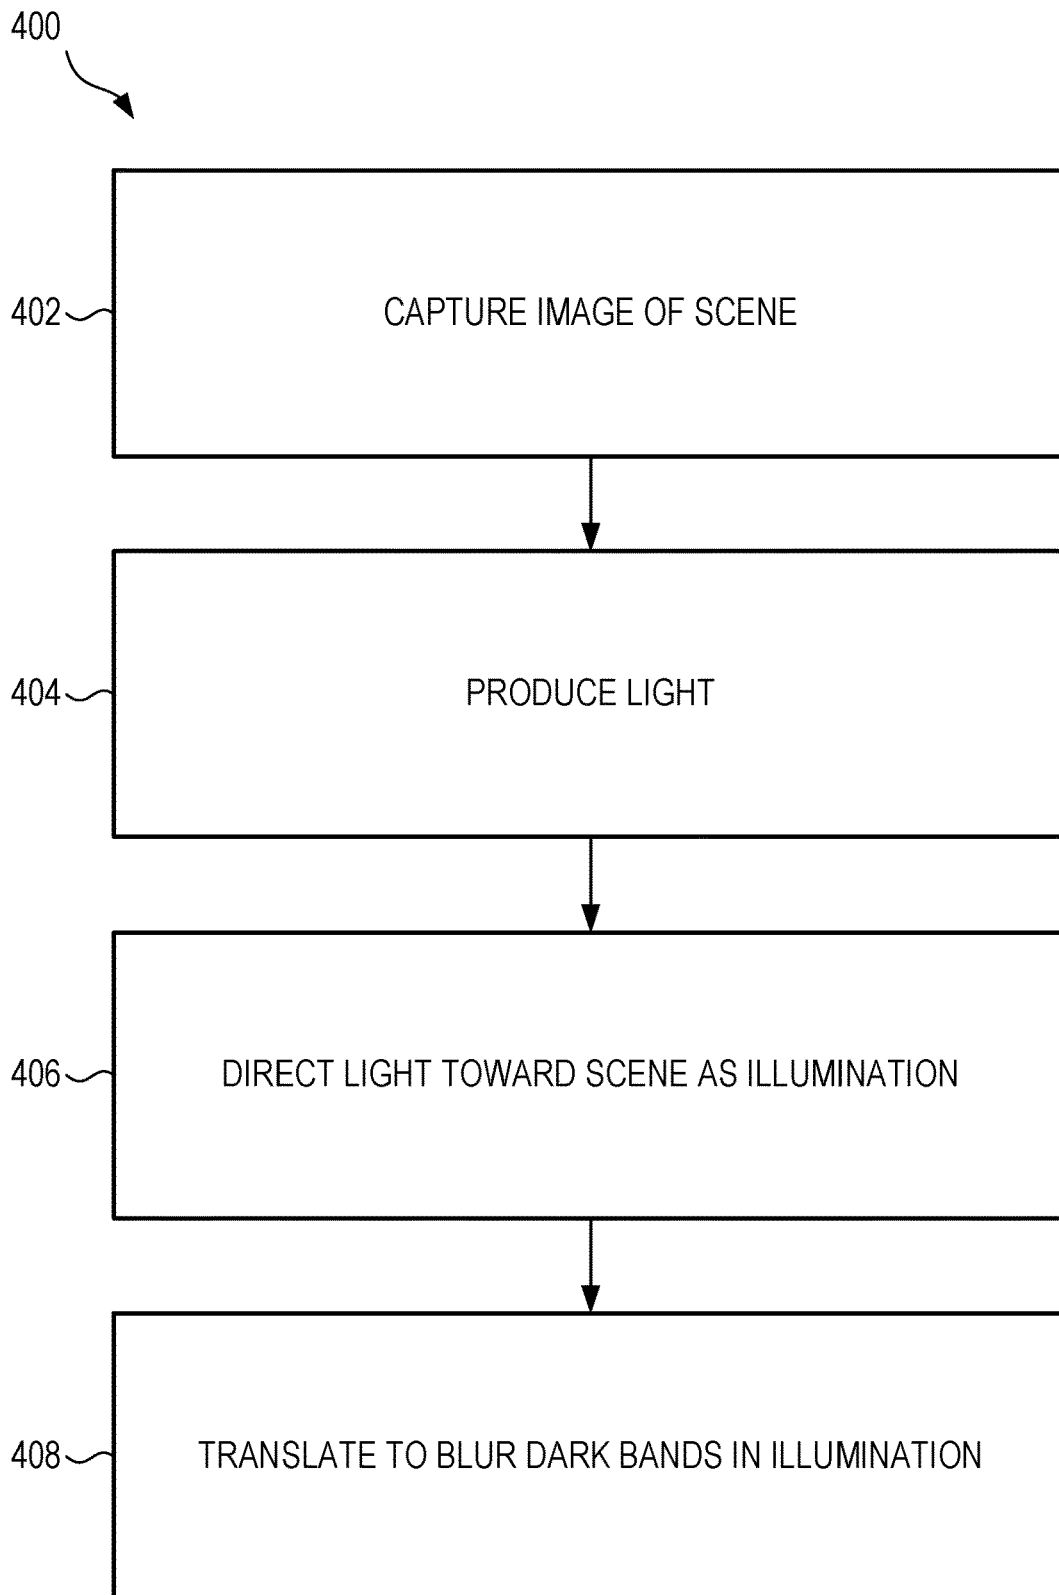 400
402
CAPTURE IMAGE OF SCENE
404
PRODUCE LIGHT
406
DIRECT LIGHT TOWARD SCENE AS ILLUMINATION
408
TRANSLATE TO BLUR DARK BANDS IN ILLUMINATION